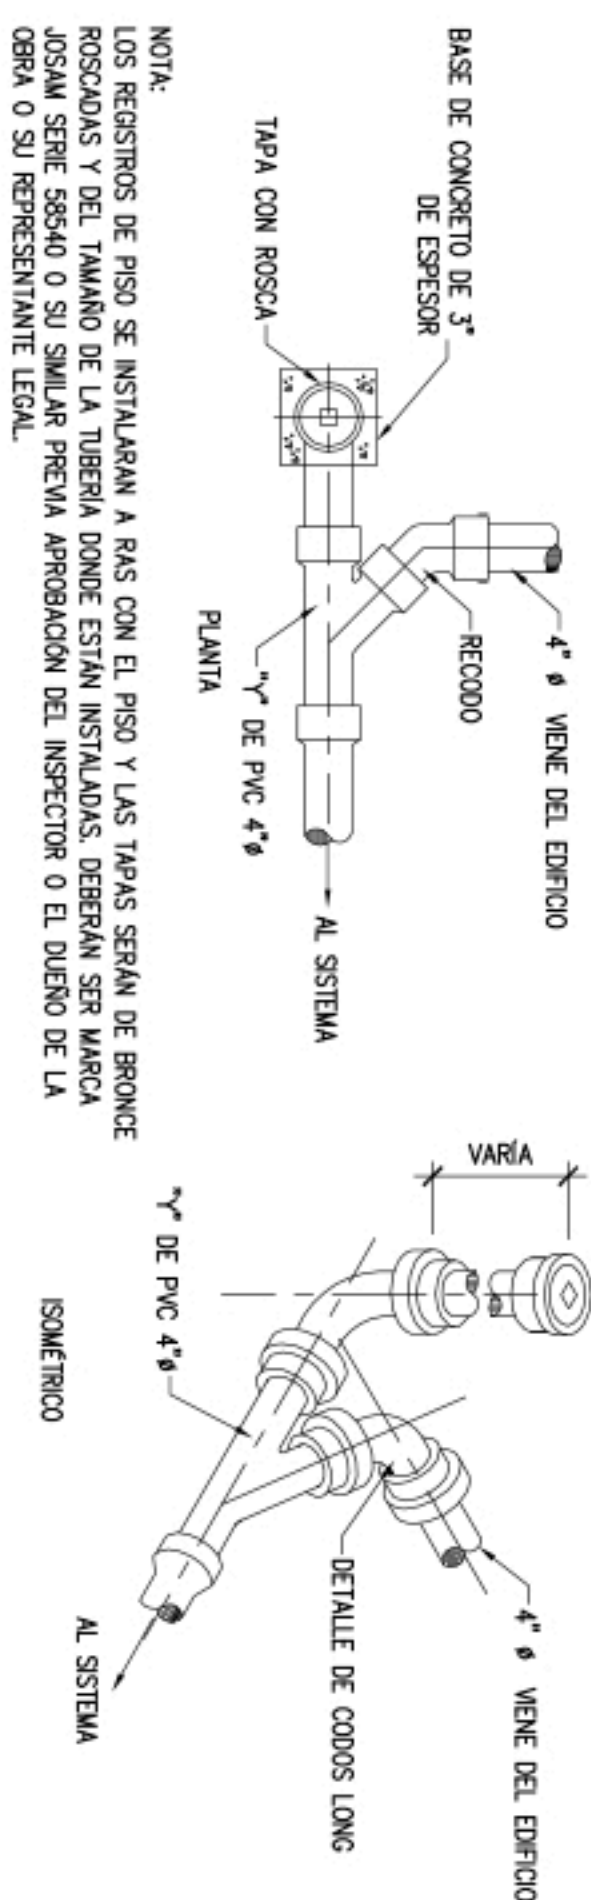 BASE DE CONCRETO DE 3"
DE ESPESOR
TAPA CON ROSCA
4" ø VIENE DEL EDIFICIO
RECODO
"Y" DE PVC 4"ø
AL SISTEMA
PLANTA
NOTA:
LOS REGISTROS DE PISO SE INSTALARAN A RAS CON EL PISO Y LAS TAPAS SERÁN DE BRONCE
ROSCADAS Y DEL TAMAÑO DE LA TUBERÍA DONDE ESTÁN INSTALADAS. DEBERÁN SER MARCA
JOSAM SERIE 58540 O SU SIMILAR PREVIA APROBACIÓN DEL INSPECTOR O EL DUEÑO DE LA
OBRA O SU REPRESENTANTE LEGAL.
VARÍA
4" ø VIENE DEL EDIFICIO
DETALLE DE CODOS LONG
"Y" DE PVC 4"ø
AL SISTEMA
ISOMÉTRICO